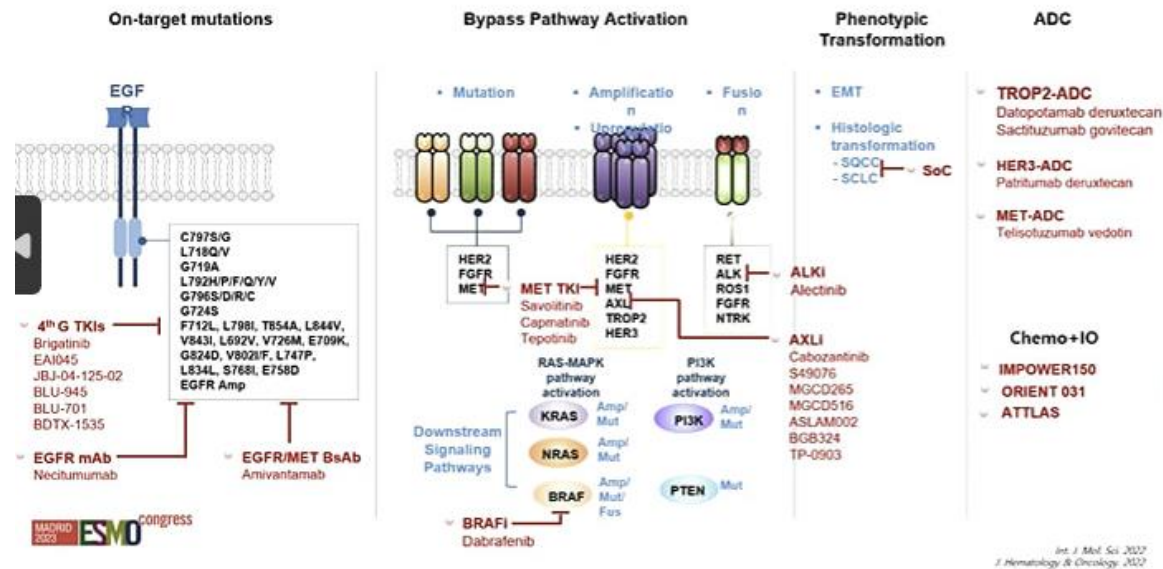 On-target mutations
EGF
R
C797S/G
L718Q/V
G719A
L792H/P/F/Q/Y/V
G796S/D/R/C
G724S
F712L, L798I, T854A, L844V,
V843I, L692V, V726M, E709K,
G824D, V802I/F, L747P,
L834L, S768I, E758D
EGFR Amp
4th G TKIs
Brigatinib
EAI045
JBJ-04-125-02
BLU-945
BLU-701
BDTX-1535
EGFR mAb
Necitumumab
EGFR/MET BsAb
Amivantamab
Bypass Pathway Activation
• Mutation
• Amplificatio
n
• Upregulatio
• Fusio
n
HER2
FGFR
MET
MET TKI
Savolitinib
Capmatinib
Tepotinib
HER2
FGFR
MET
AXL
TROP2
HER3
RET
ALK
ROS1
FGFR
NTRK
ALKi
Alectinib
AXLi
Cabozantinib
S49076
MGCD265
MGCD516
ASLAM002
BGB324
TP-0903
RAS-MAPK
pathway
activation
PI3K
pathway
activation
Downstream
Signaling
Pathways
KRAS
Amp/
Mut
NRAS
Amp/
Mut
BRAF
Amp/
Mut/
Fus
PI3K
Amp/
Mut
PTEN
Mut
BRAFi
Dabrafenib
Phenotypic
Transformation
• EMT
• Histologic
transformation
- SQCC
- SCLC
SoC
ADC
TROP2-ADC
Datopotamab deruxtecan
Sactituzumab govitecan
HER3-ADC
Patritumab deruxtecan
MET-ADC
Telisotuzumab vedotin
Chemo+IO
IMPOWER150
ORIENT 031
ATTLAS
MADRID
2023
ESMO
congress
Int. J. Mol. Sci. 2022
J. Hematology & Oncology. 2022